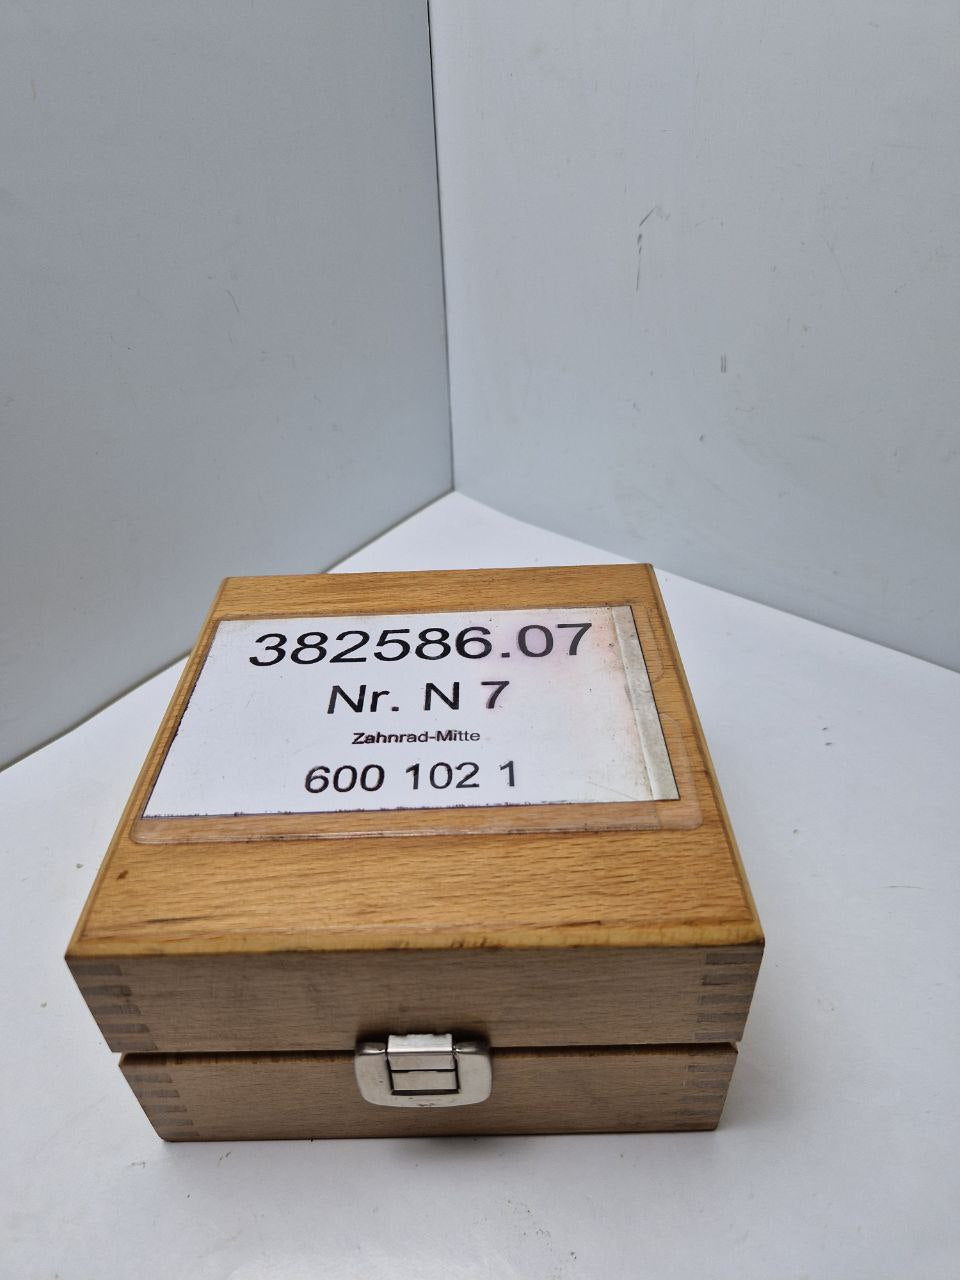 382586.07
Nr. N 7
Zahnrad-Mitte
600 102 1